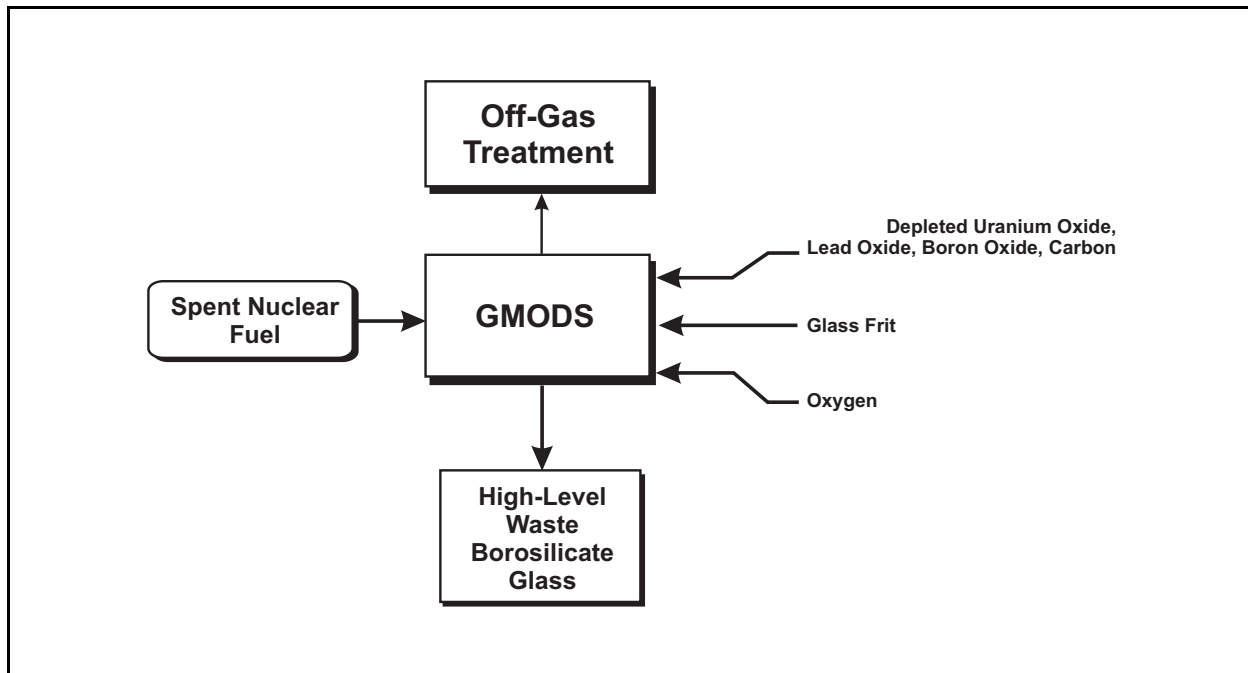 Off-Gas
Treatment
Depleted Uranium Oxide,
Lead Oxide, Boron Oxide, Carbon
Spent Nuclear
Fuel
GMODS
Glass Frit
Oxygen
High-Level
Waste
Borosilicate
Glass